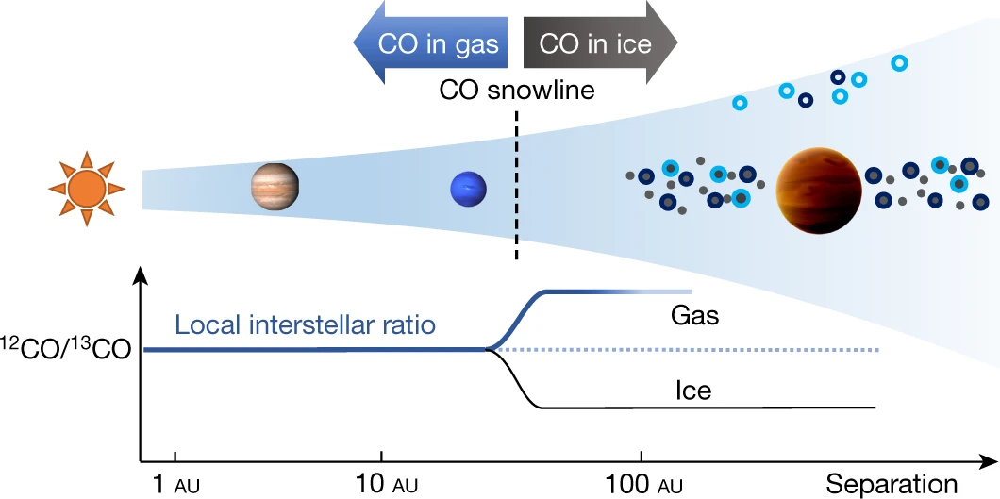 CO in gas
CO in ice
CO snowline
Local interstellar ratio
Gas
¹²CO/¹³CO
Ice
1 AU
10 AU
100 AU
Separation